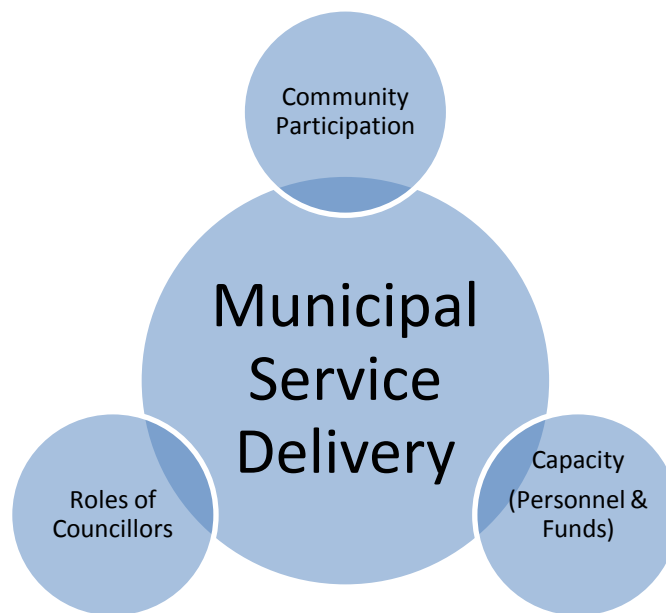 Community
Participation
Municipal
Service
Delivery
Roles of
Councillors
Capacity
(Personnel &
Funds)